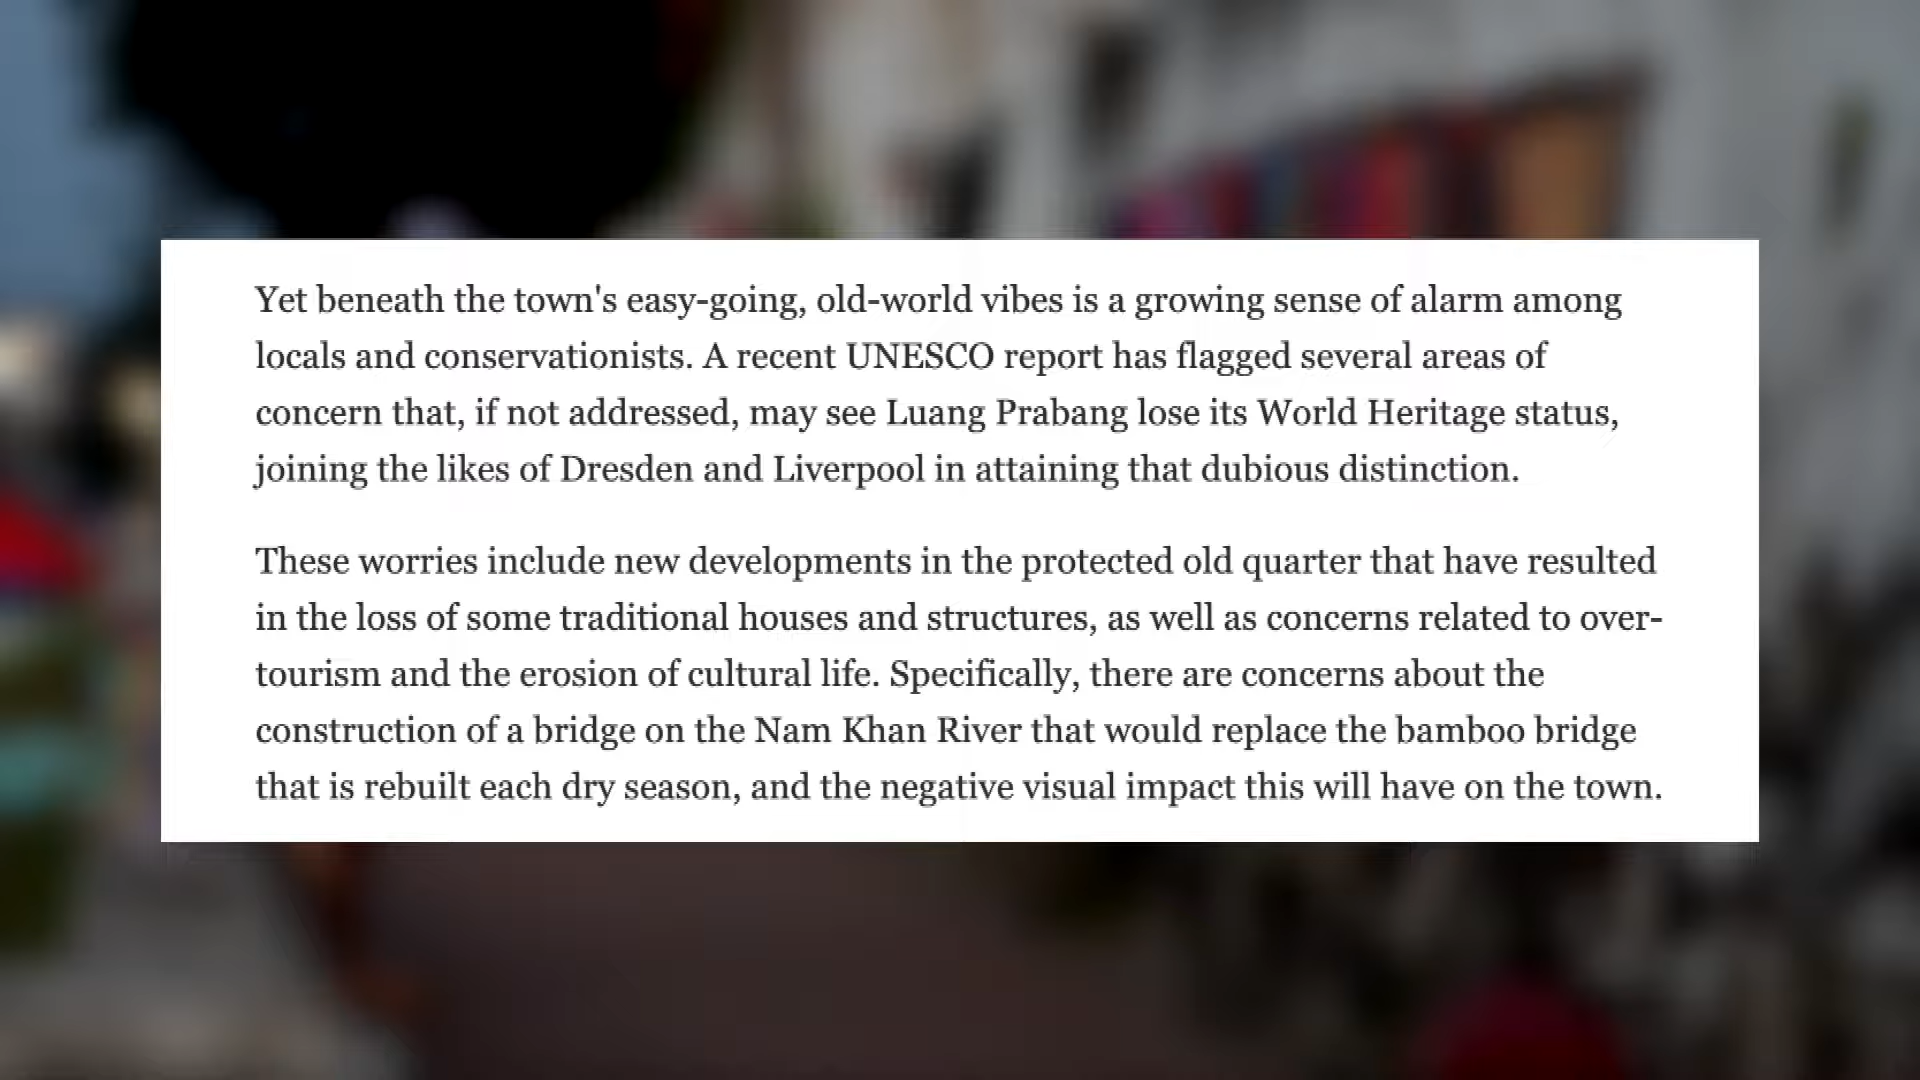 Yet beneath the town's easy-going, old-world vibes is a growing sense of alarm among
locals and conservationists. A recent UNESCO report has flagged several areas of
concern that, if not addressed, may see Luang Prabang lose its World Heritage status,
joining the likes of Dresden and Liverpool in attaining that dubious distinction.
These worries include new developments in the protected old quarter that have resulted
in the loss of some traditional houses and structures, as well as concerns related to over-
tourism and the erosion of cultural life. Specifically, there are concerns about the
construction of a bridge on the Nam Khan River that would replace the bamboo bridge
that is rebuilt each dry season, and the negative visual impact this will have on the town.